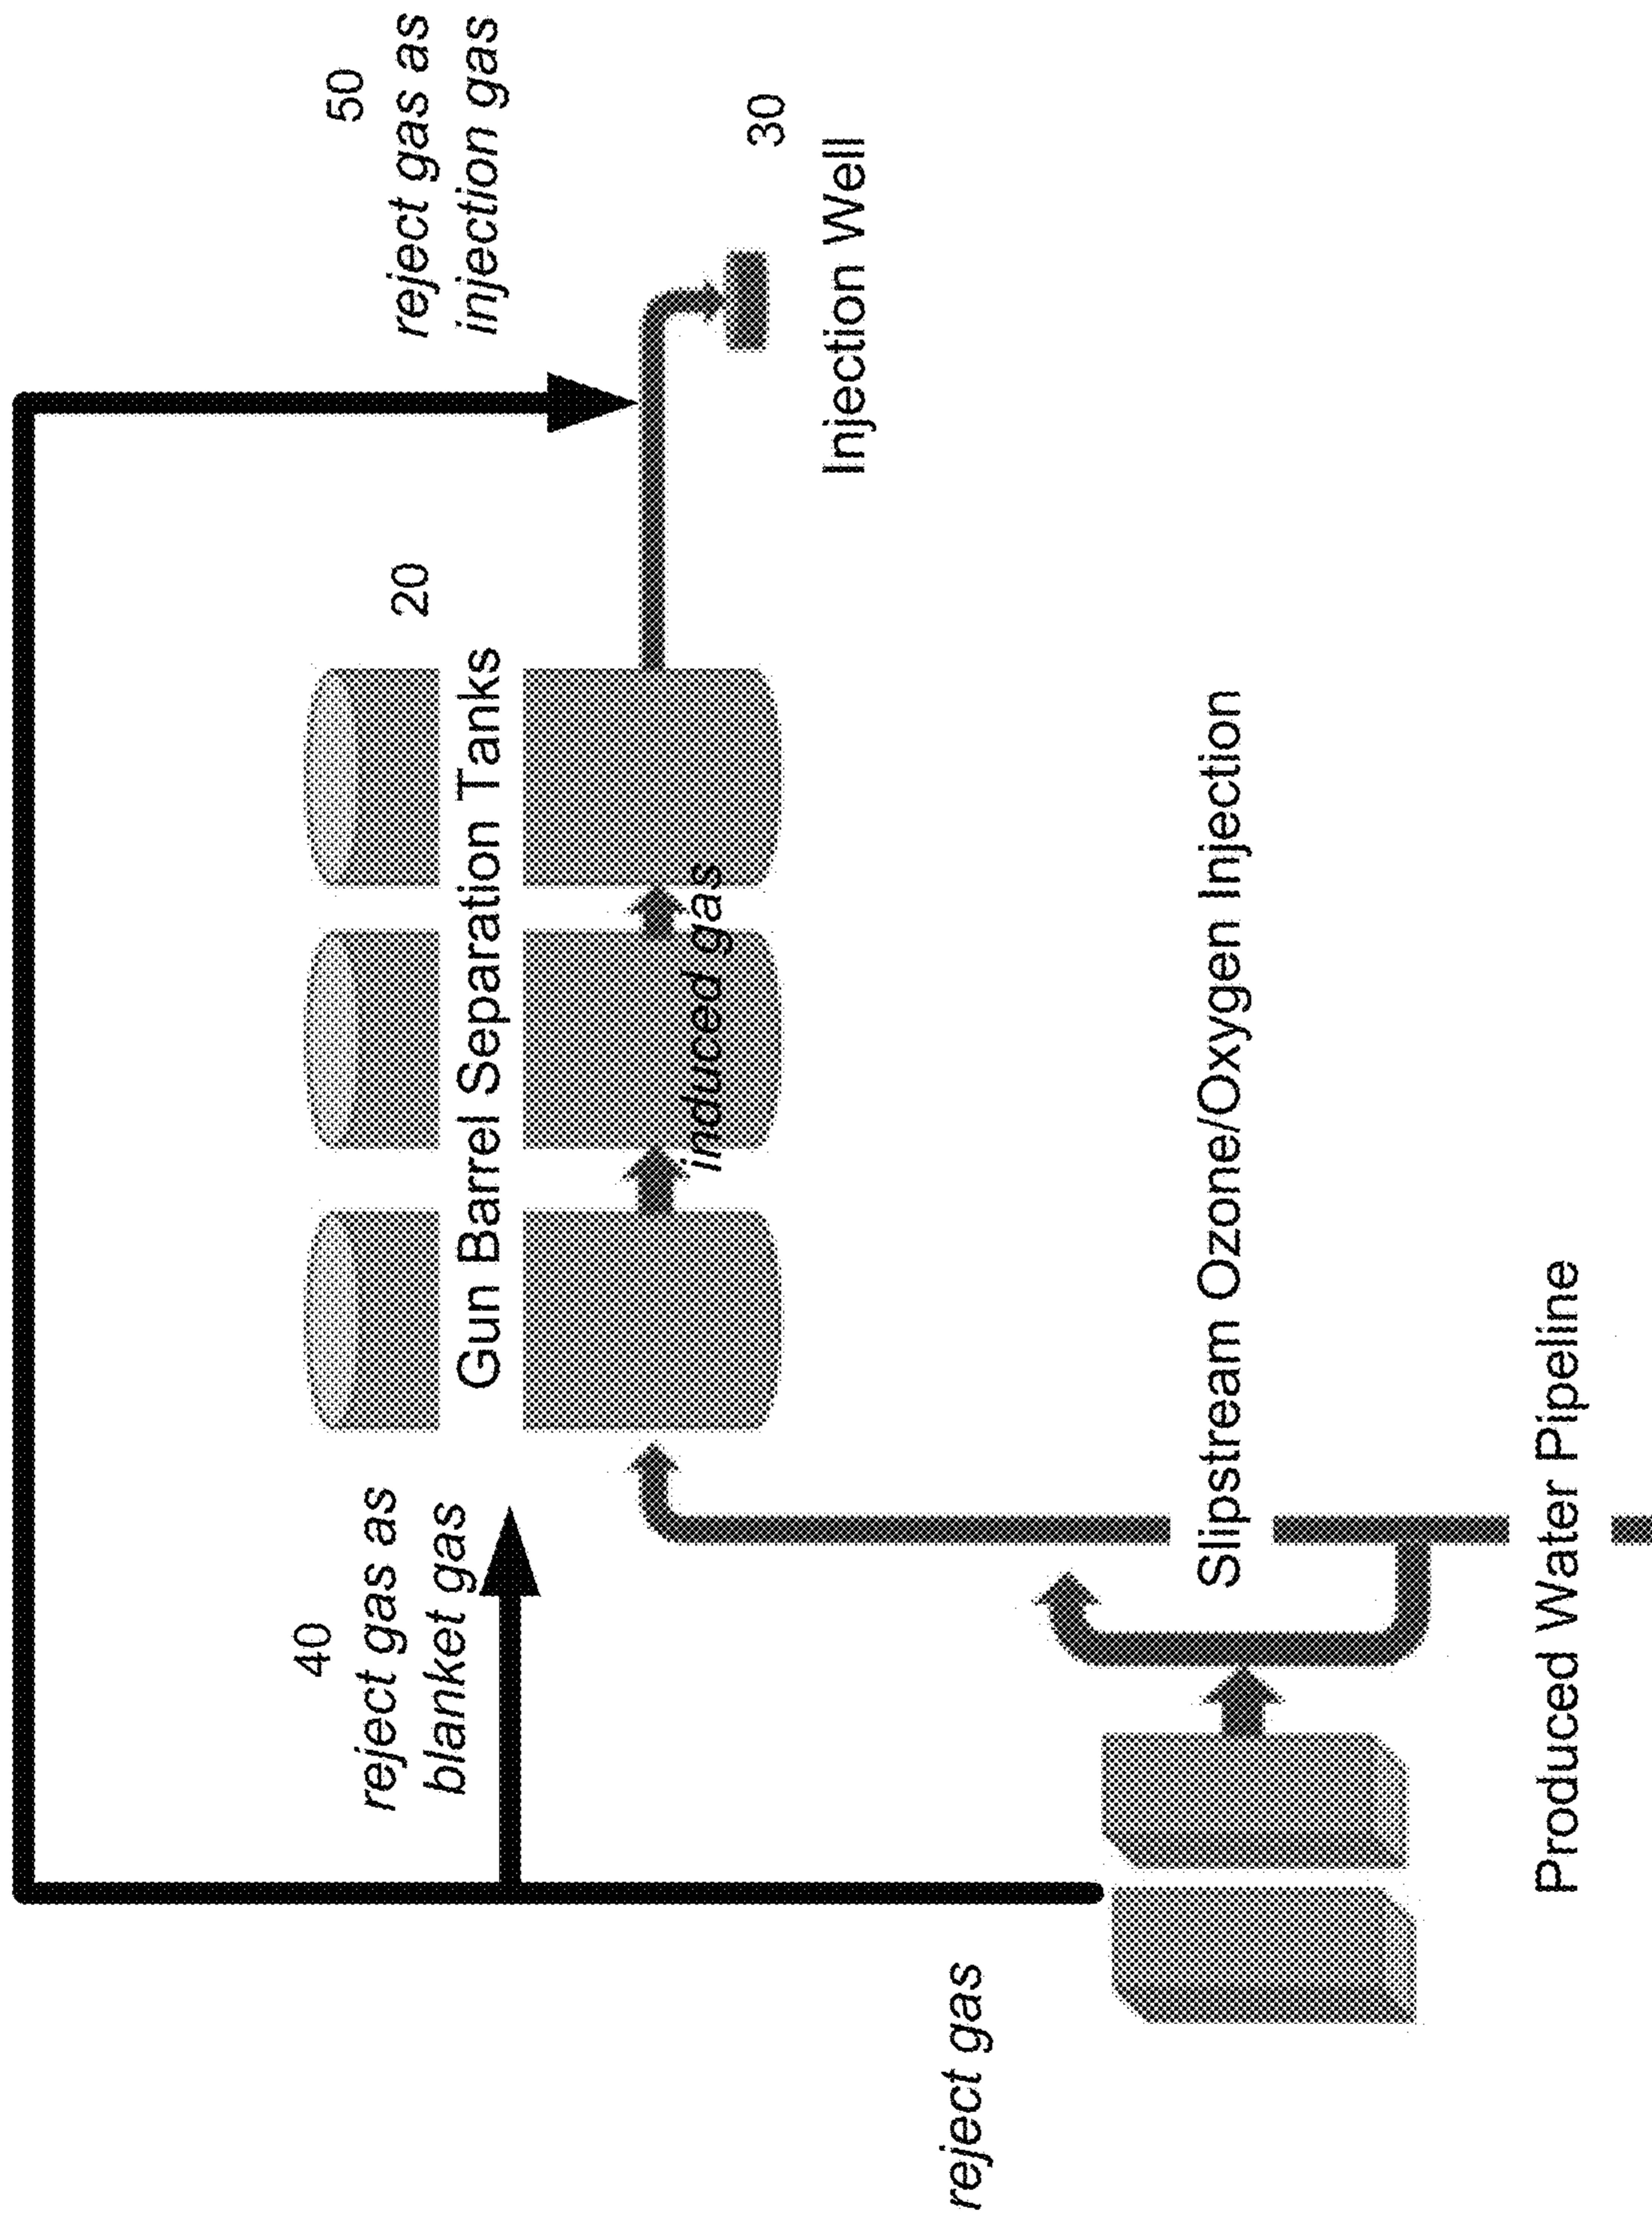 50
reject gas as
injection gas
40
reject gas as
blanket gas
20
Gun Barrel Separation Tanks
induced gas
30
Injection Well
reject gas
Slipstream Ozone/Oxygen Injection
Produced Water Pipeline